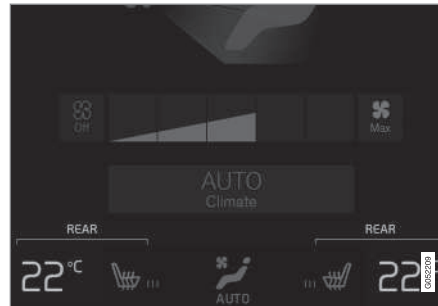 Off
Max
AUTO
Climate
REAR
REAR
22°C
22
AUTO
G052209